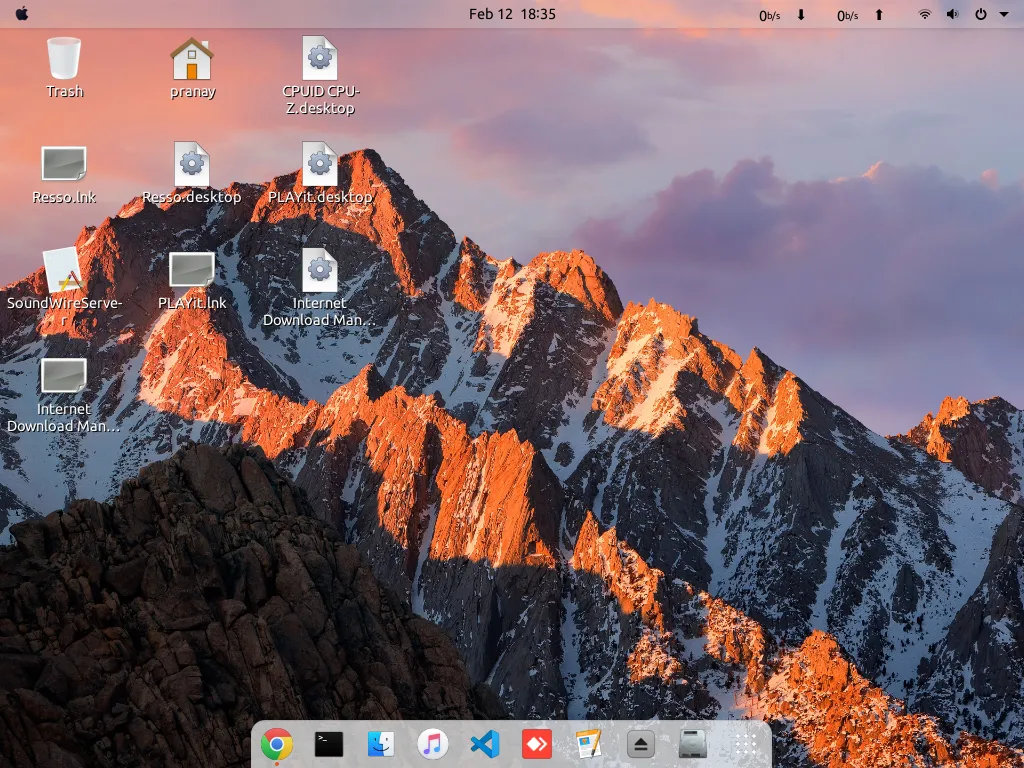 Feb 12 18:35
0b/s
0b/s
Trash
pranay
CPUID CPU-
Z.desktop
Resso.lnk
Resso.desktop
PLAYit.desktop
SoundWireServe-
r
PLAYit.lnk
Internet
Download Man...
Internet
Download Man...
>_